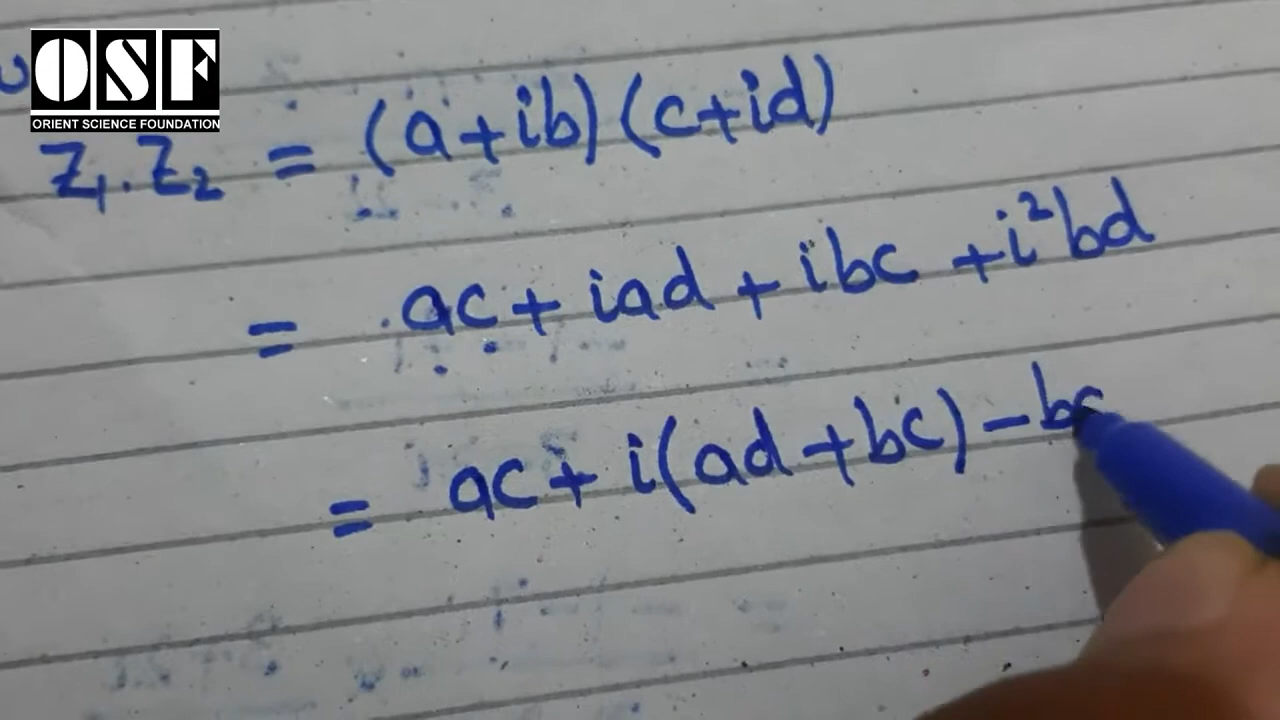 OSF
ORIENT SCIENCE FOUNDATION
Z₁.Z₂ = (a+ib)(c+id)
= ac + iad + ibc + i²bd
= ac + i(ad+bc) -